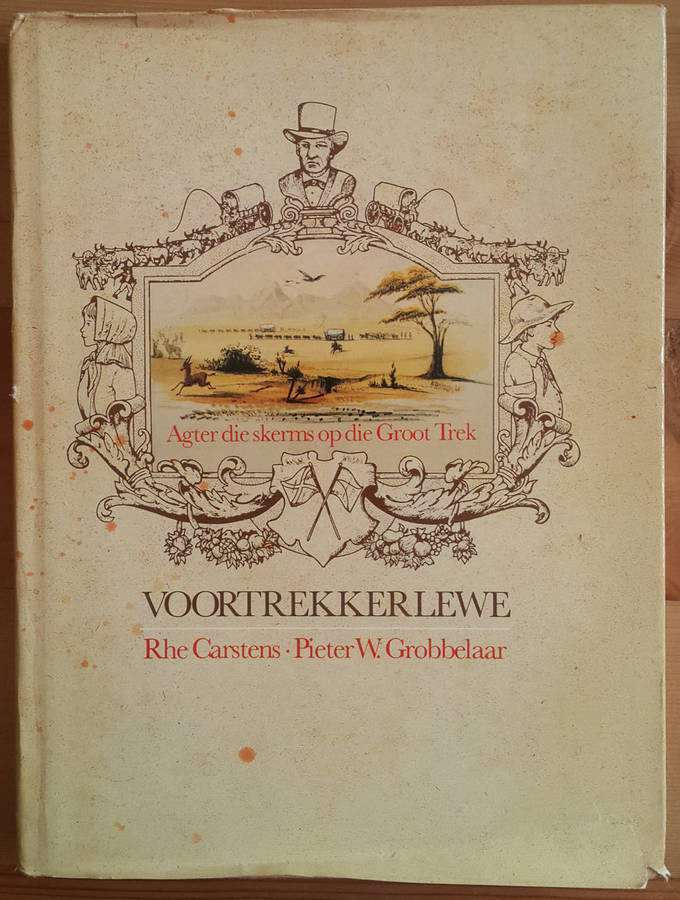 Agter die skerms op die Groot Trek
VOORTREKKERLEWE
Rhe Carstens · Pieter W. Grobbelaar